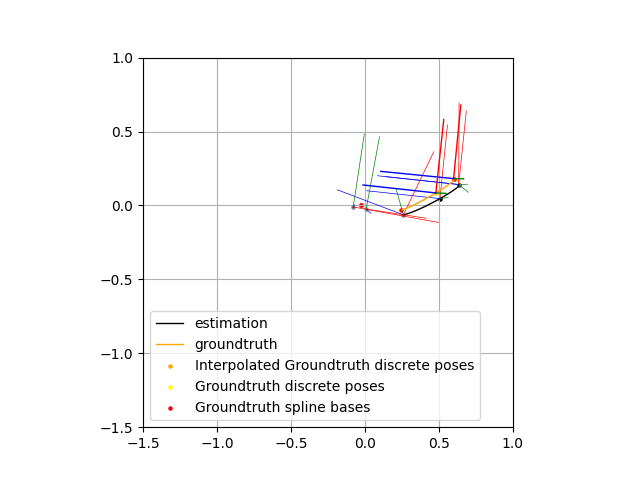 1.0
0.5
0.0
−0.5
−1.0
−1.5
estimation
groundtruth
Interpolated Groundtruth discrete poses
Groundtruth discrete poses
Groundtruth spline bases
−1.5 −1.0 −0.5 0.0 0.5 1.0